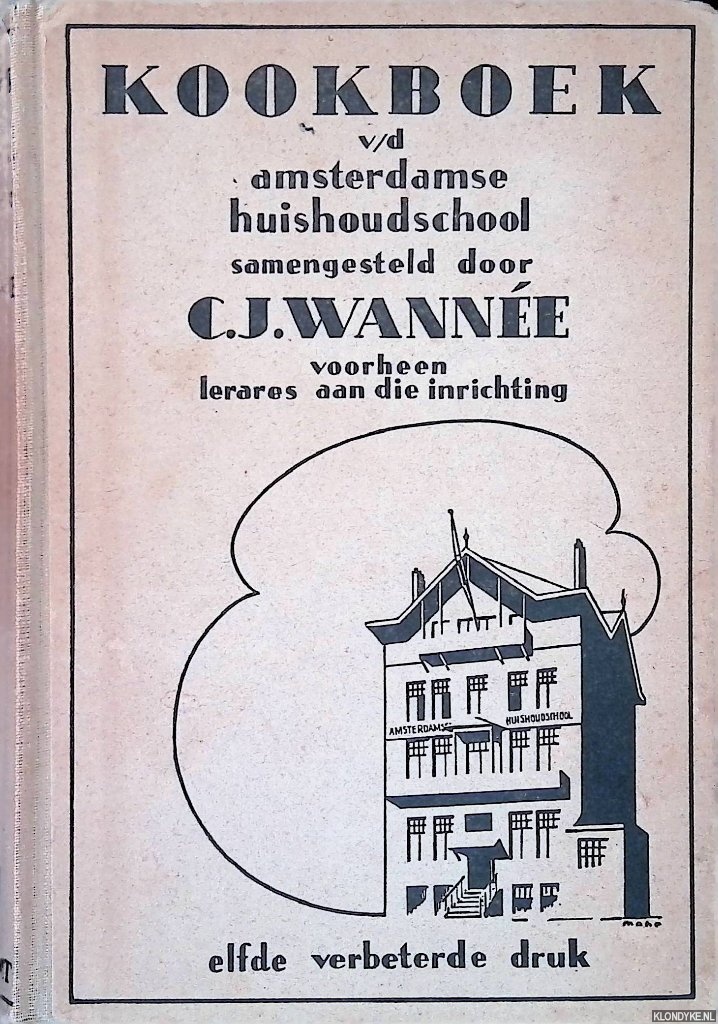 KOOKBOEK
v/d
amsterdamse
huishoudschool
samengesteld door
C.J. WANNÉE
voorheen
lerares aan die inrichting
AMSTERDAMSE HUISHOUDSCHOOL
elfde verbeterde druk
KLONDYKE.NL